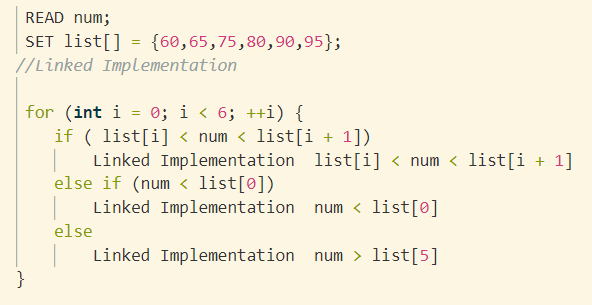 READ num;
SET list[] = {60,65,75,80,90,95};
//Linked Implementation
for (int i = 0; i < 6; ++i) {
if ( list[i] < num < list[i + 1])
Linked Implementation  list[i] < num < list[i + 1]
else if (num < list[0])
Linked Implementation  num < list[0]
else
Linked Implementation  num > list[5]
}